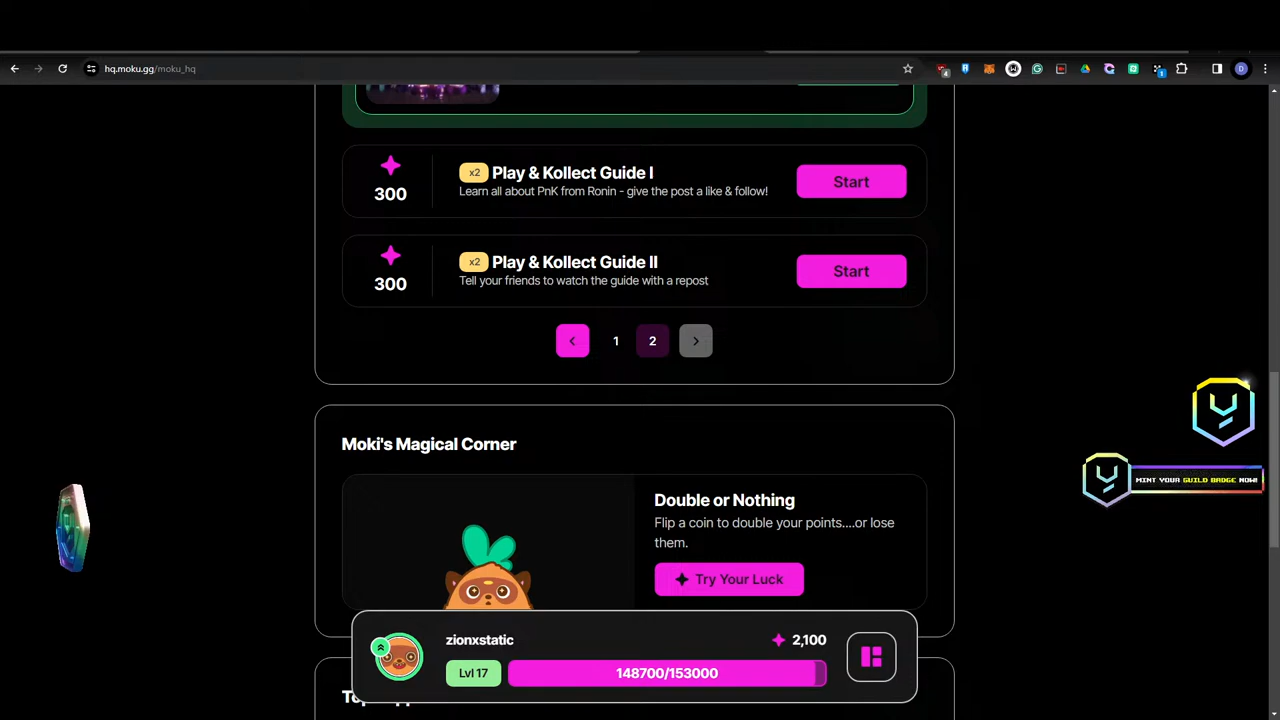 hq.moku.gg/moku_hq
4
1
D
300
x2 Play & Kollect Guide I
Learn all about PnK from Ronin - give the post a like & follow!
Start
300
x2 Play & Kollect Guide II
Tell your friends to watch the guide with a repost
Start
1
2
Moki's Magical Corner
Double or Nothing
Flip a coin to double your points....or lose
them.
Try Your Luck
MINT YOUR GUILD BADGE NOW!
zionxstatic
2,100
Lvl 17
148700/153000